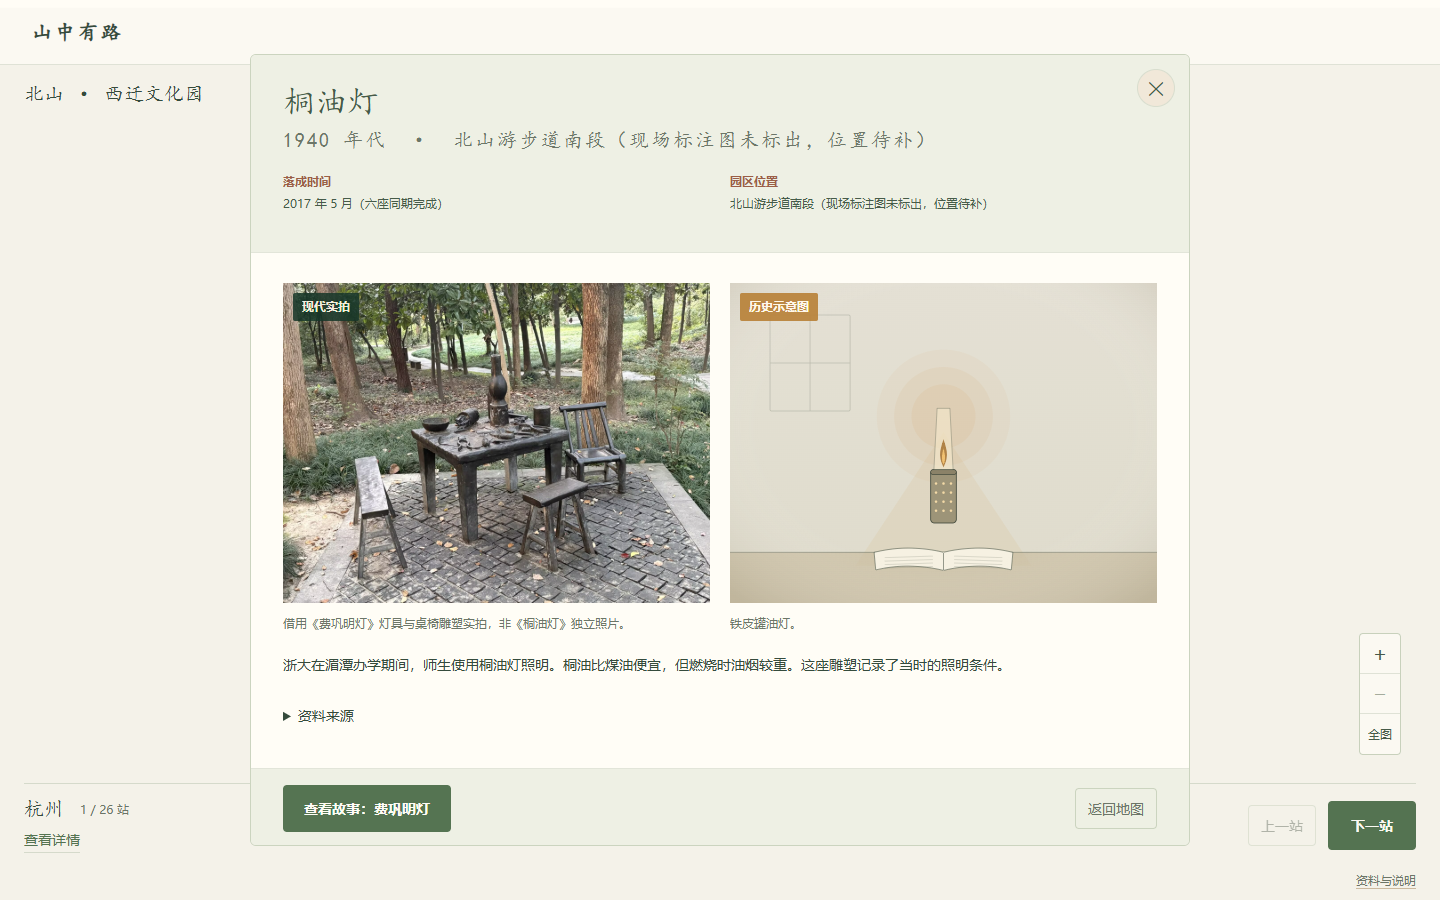 山中有路
北山 • 西迁文化园
桐油灯
1940 年代 • 北山游步道南段（现场标注图未标出，位置待补）
落成时间
2017 年 5 月（六座同期完成）
园区位置
北山游步道南段（现场标注图未标出，位置待补）
现代实拍
历史示意图
借用《费巩明灯》灯具与桌椅雕塑实拍，非《桐油灯》独立照片。
铁皮罐油灯。
浙大在湄潭办学期间，师生使用桐油灯照明。桐油比煤油便宜，但燃烧时油烟较重。这座雕塑记录了当时的照明条件。
▶ 资料来源
查看故事：费巩明灯
返回地图
+
−
全图
杭州 1 / 26 站
查看详情
上一站
下一站
资料与说明